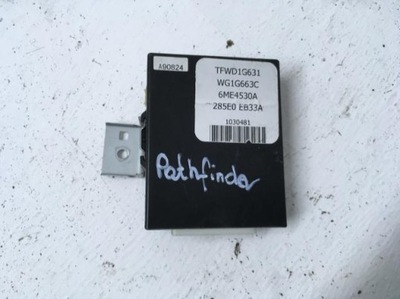 A90824
TFWD1G631
WG1G663C
6ME4530A
285E0 EB33A
1030481
Pathfinder